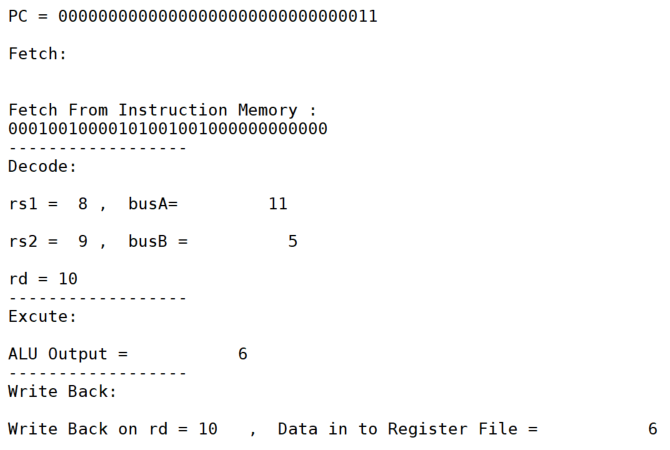 PC = 00000000000000000000000000000011
Fetch:
Fetch From Instruction Memory :
00010010000101001001000000000000
------------------
Decode:
rs1 =  8 ,  busA=         11
rs2 =  9 ,  busB =          5
rd = 10
------------------
Excute:
ALU Output =           6
------------------
Write Back:
Write Back on rd = 10   ,  Data in to Register File =           6